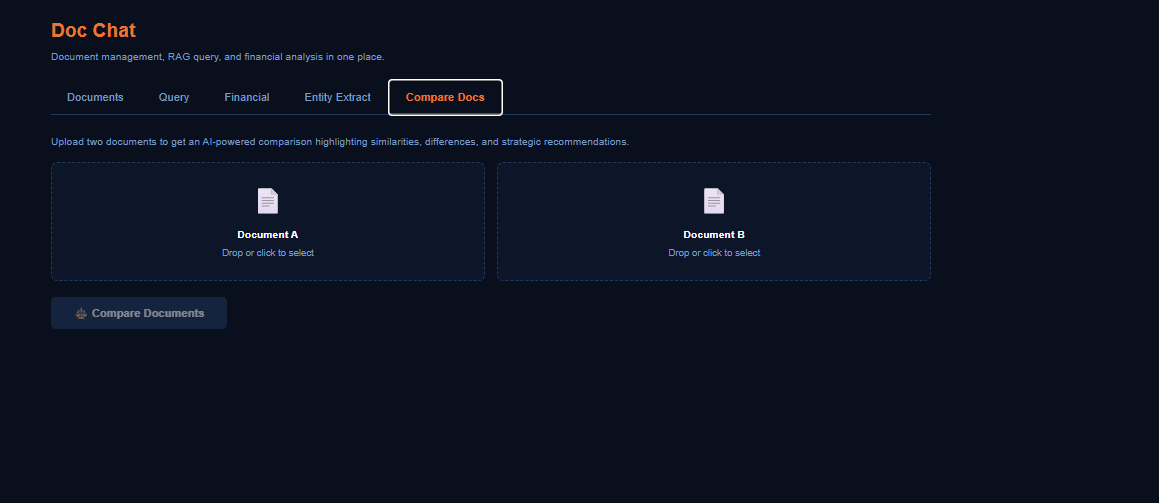 Doc Chat
Document management, RAG query, and financial analysis in one place.
Documents Query Financial Entity Extract Compare Docs
Upload two documents to get an AI-powered comparison highlighting similarities, differences, and strategic recommendations.
Document A
Drop or click to select
Document B
Drop or click to select
Compare Documents